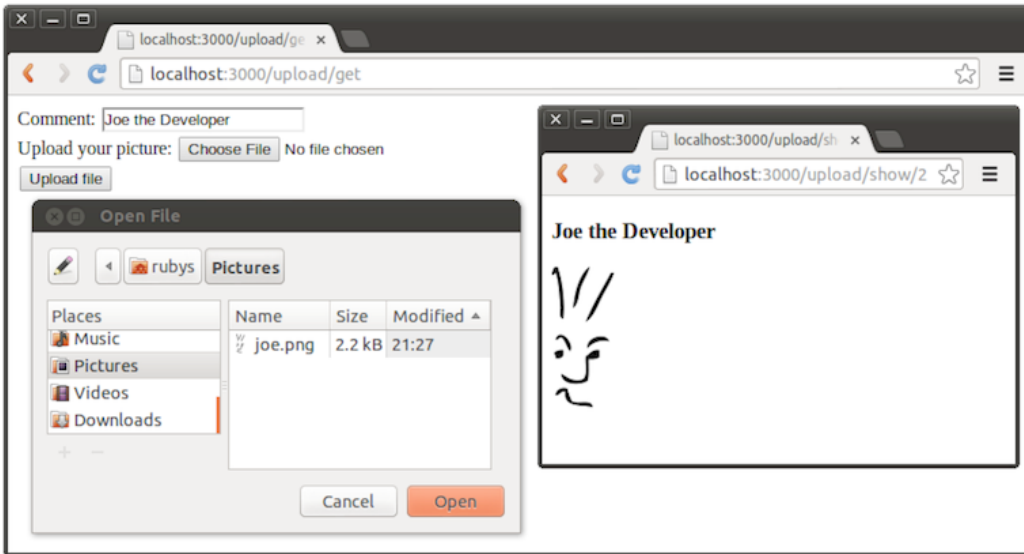 localhost:3000/upload/ge
localhost:3000/upload/get
Comment: Joe the Developer
Upload your picture: Choose File No file chosen
Upload file
Open File
rubys Pictures
Places
Music
Pictures
Videos
Downloads
Name Size Modified
joe.png 2.2 kB 21:27
Cancel Open
localhost:3000/upload/sh
localhost:3000/upload/show/2
Joe the Developer